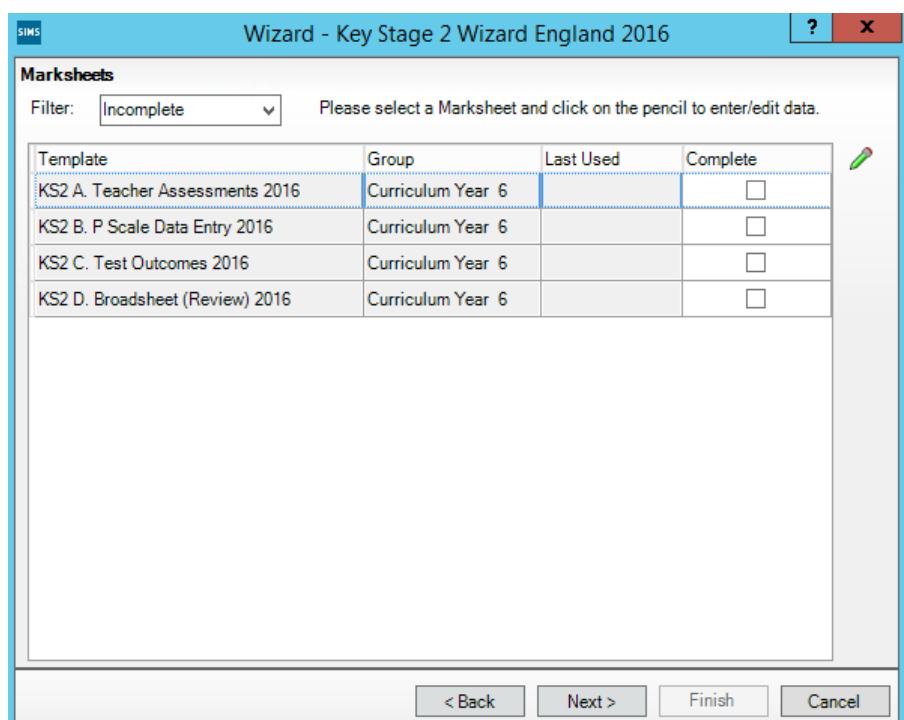 SIMS Wizard - Key Stage 2 Wizard England 2016 ? x
Marksheets
Filter: Incomplete Please select a Marksheet and click on the pencil to enter/edit data.
Template Group Last Used Complete
KS2 A. Teacher Assessments 2016 Curriculum Year 6
KS2 B. P Scale Data Entry 2016 Curriculum Year 6
KS2 C. Test Outcomes 2016 Curriculum Year 6
KS2 D. Broadsheet (Review) 2016 Curriculum Year 6
< Back Next > Finish Cancel